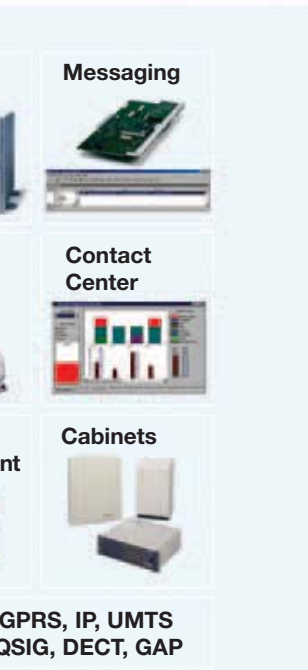 Messaging
Contact
Center
Cabinets
nt
GPRS, IP, UMTS
QSIG, DECT, GAP